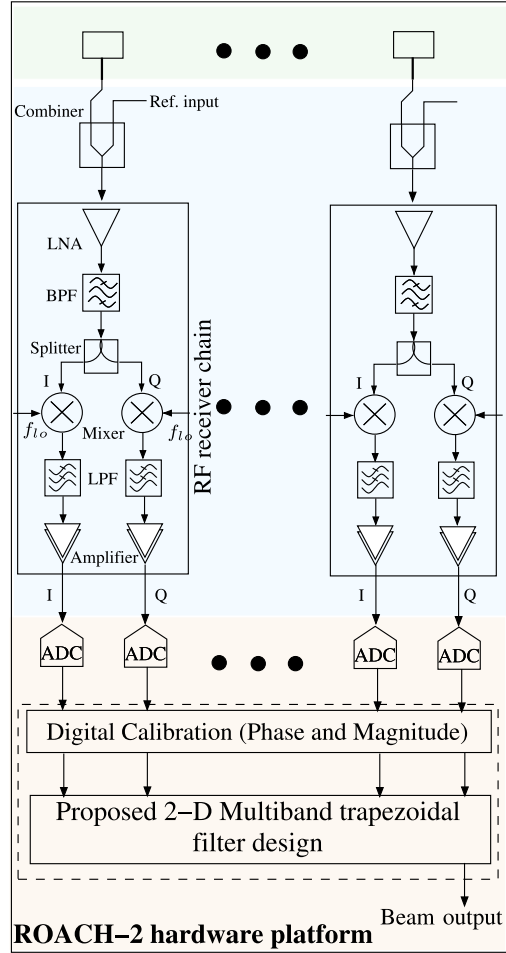 Combiner
Ref. input
LNA
BPF
Splitter
I
Q
f_lo
Mixer
f_lo
LPF
Amplifier
RF receiver chain
I
Q
I
Q
I
Q
ADC
ADC
ADC
ADC
Digital Calibration (Phase and Magnitude)
Proposed 2−D Multiband trapezoidal
filter design
Beam output
ROACH−2 hardware platform